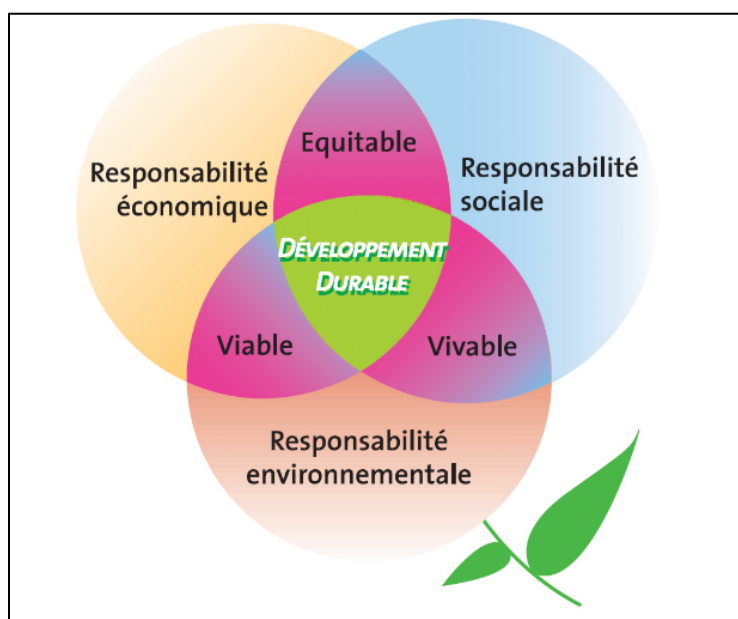 Equitable
Responsabilité
économique
Responsabilité
sociale
DÉVELOPPEMENT
DURABLE
Viable
Vivable
Responsabilité
environnementale